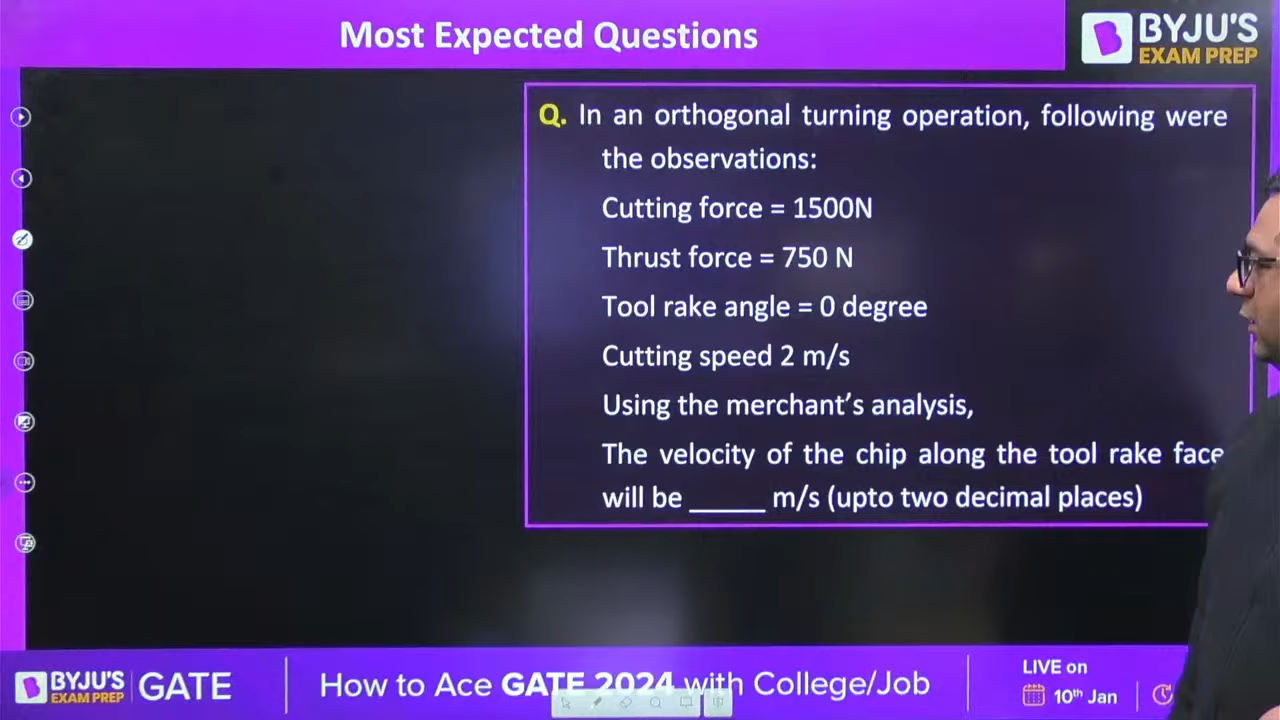 Most Expected Questions
BYJU'S
EXAM PREP
Q. In an orthogonal turning operation, following were
the observations:
Cutting force = 1500N
Thrust force = 750 N
Tool rake angle = 0 degree
Cutting speed 2 m/s
Using the merchant's analysis,
The velocity of the chip along the tool rake face
will be _____ m/s (upto two decimal places)
BYJU'S
EXAM PREP
GATE
How to Ace GATE 2024 with College/Job
LIVE on
10th Jan